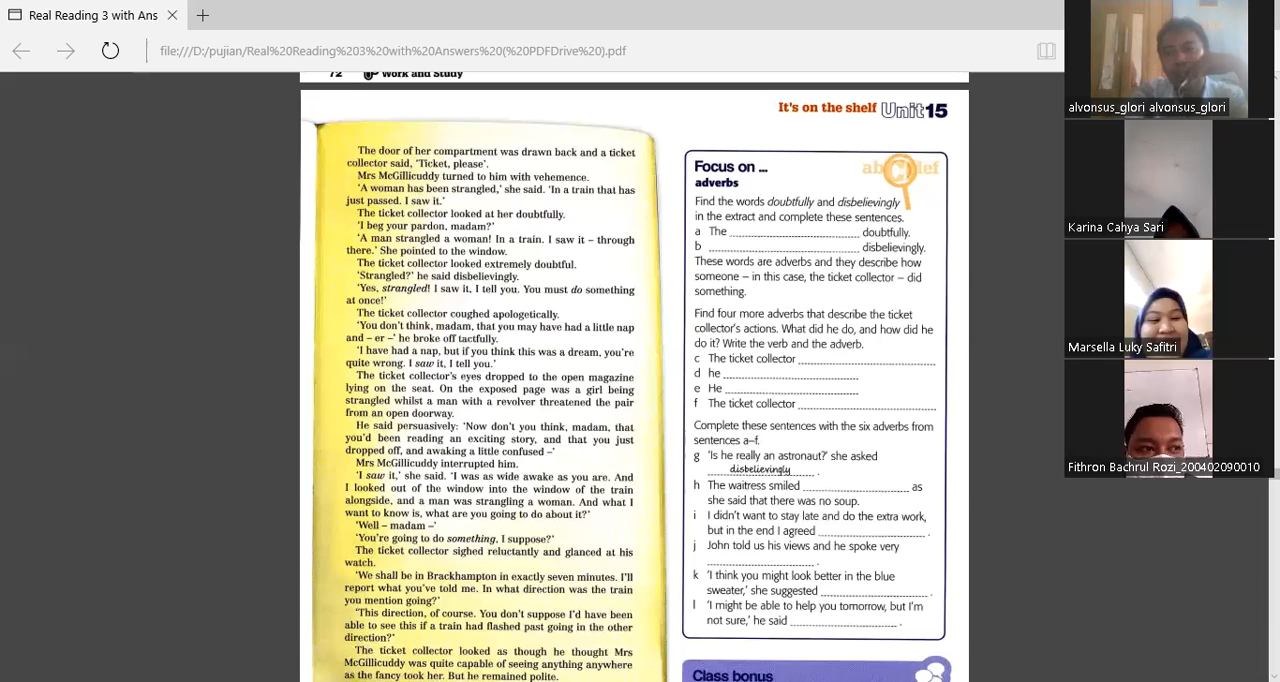 Real Reading 3 with Ans
file:///D:/pujian/Real%20Reading%203%20with%20Answers%20(%20PDFDrive%20).pdf
72 Work and Study
It's on the shelf Unit15
The door of her compartment was drawn back and a ticket
collector said, 'Ticket, please'.
Mrs McGillicuddy turned to him with vehemence.
'A woman has been strangled,' she said. 'In a train that has
just passed. I saw it.'
The ticket collector looked at her doubtfully.
'I beg your pardon, madam?'
'A man strangled a woman! In a train. I saw it – through
there.' She pointed to the window.
The ticket collector looked extremely doubtful.
'Strangled?' he said disbelievingly.
'Yes, strangled! I saw it, I tell you. You must do something
at once!'
The ticket collector coughed apologetically.
'You don't think, madam, that you may have had a little nap
and – er –' he broke off tactfully.
'I have had a nap, but if you think this was a dream, you're
quite wrong. I saw it, I tell you.'
The ticket collector's eyes dropped to the open magazine
lying on the seat. On the exposed page was a girl being
strangled whilst a man with a revolver threatened the pair
from an open doorway.
He said persuasively: 'Now don't you think, madam, that
you'd been reading an exciting story, and that you just
dropped off, and awaking a little confused –'
Mrs McGillicuddy interrupted him.
'I saw it,' she said. 'I was as wide awake as you are. And
I looked out of the window into the window of the train
alongside, and a man was strangling a woman. And what I
want to know is, what are you going to do about it?'
'Well – madam –'
'You're going to do something, I suppose?'
The ticket collector sighed reluctantly and glanced at his
watch.
'We shall be in Brackhampton in exactly seven minutes. I'll
report what you've told me. In what direction was the train
you mention going?'
'This direction, of course. You don't suppose I'd have been
able to see this if a train had flashed past going in the other
direction?'
The ticket collector looked as though he thought Mrs
McGillicuddy was quite capable of seeing anything anywhere
as the fancy took her. But he remained polite.
Focus on ...
adverbs
Find the words doubtfully and disbelievingly
in the extract and complete these sentences.
a The doubtfully.
b disbelievingly.
These words are adverbs and they describe how
someone – in this case, the ticket collector – did
something.
Find four more adverbs that describe the ticket
collector's actions. What did he do, and how did he
do it? Write the verb and the adverb.
c The ticket collector
d he
e He
f The ticket collector
Complete these sentences with the six adverbs from
sentences a–f.
g 'Is he really an astronaut?' she asked
disbelievingly .
h The waitress smiled as
she said that there was no soup.
i I didn't want to stay late and do the extra work,
but in the end I agreed .
j John told us his views and he spoke very
.
k 'I think you might look better in the blue
sweater,' she suggested .
l 'I might be able to help you tomorrow, but I'm
not sure,' he said .
Class bonus
alvonsus_glori alvonsus_glori
Karina Cahya Sari
Marsella Luky Safitri
Fithron Bachrul Rozi_200402090010